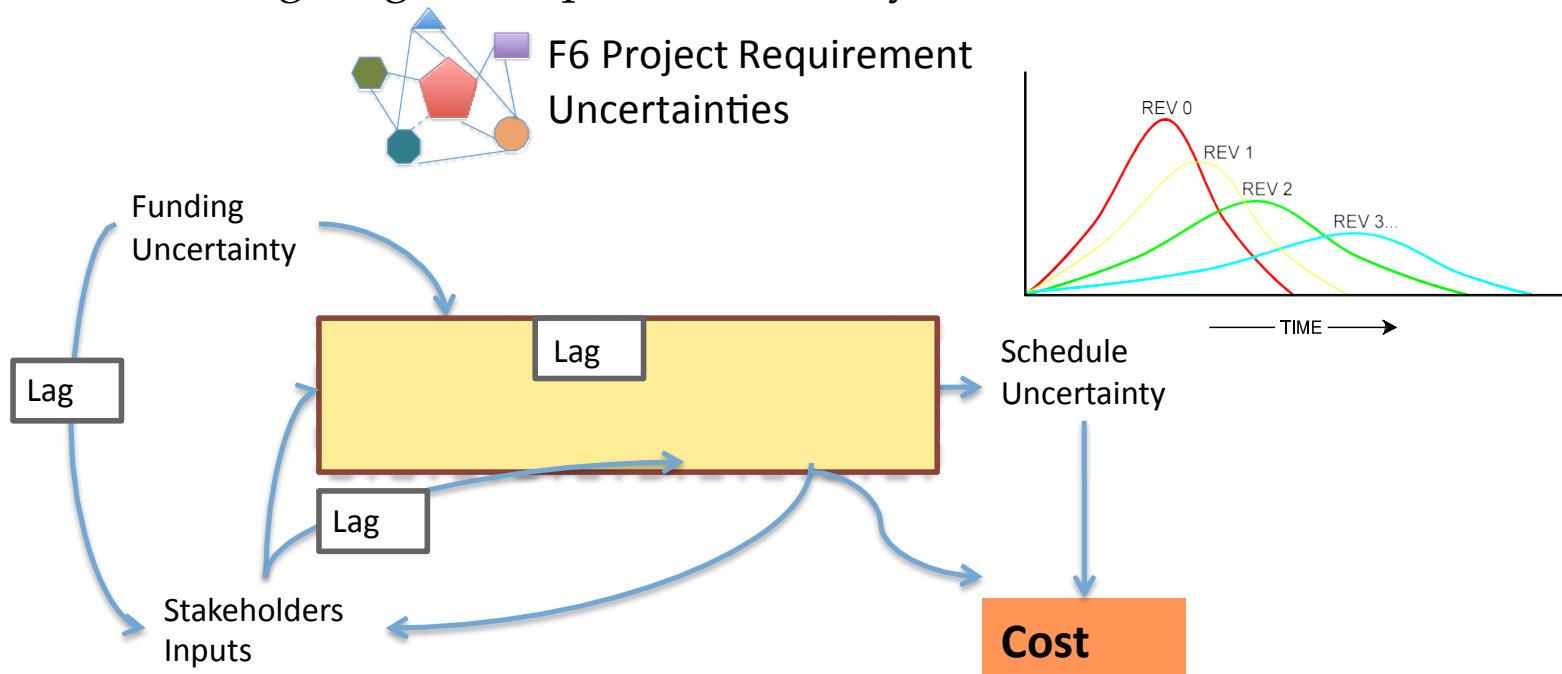 F6 Project Requirement
Uncertainties
REV 0
REV 1
REV 2
REV 3...
TIME
Funding
Uncertainty
Lag
Lag
Schedule
Uncertainty
Lag
Stakeholders
Inputs
Cost